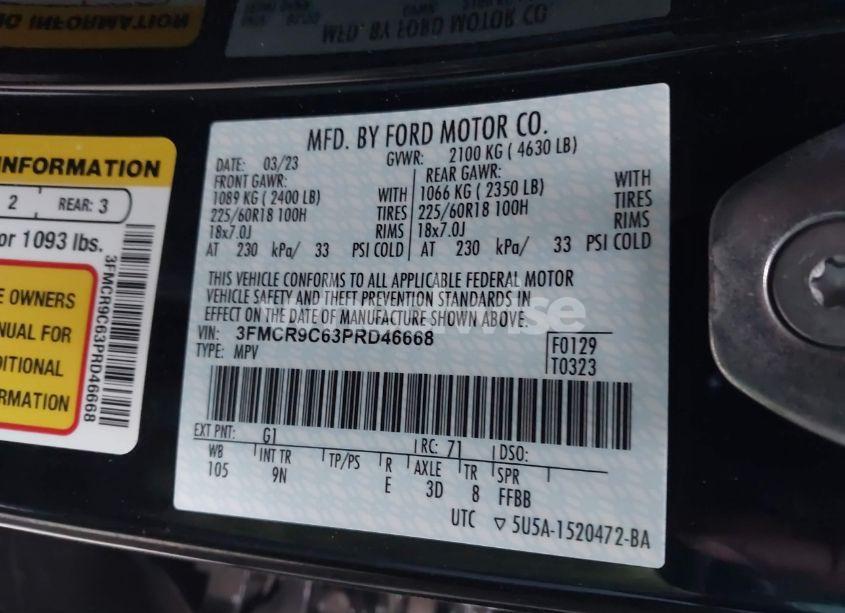 MFD. BY FORD MOTOR CO.
DATE: 03/23 GVWR: 2100 KG ( 4630 LB)
FRONT GAWR: REAR GAWR:
1089 KG ( 2400 LB) WITH 1066 KG ( 2350 LB) WITH
225/60R18 100H TIRES 225/60R18 100H TIRES
18x7.0J RIMS 18x7.0J RIMS
AT 230 kPa/ 33 PSI COLD AT 230 kPa/ 33 PSI COLD
THIS VEHICLE CONFORMS TO ALL APPLICABLE FEDERAL MOTOR
VEHICLE SAFETY AND THEFT PREVENTION STANDARDS IN
EFFECT ON THE DATE OF MANUFACTURE SHOWN ABOVE.
VIN: 3FMCR9C63PRD46668 F0129
TYPE: MPV T0323
EXT PNT: G1 RC: 71 DSO:
WB INT TR TP/PS R AXLE TR SPR
105 9N E 3D 8 FFBB
UTC ▽ 5U5A-1520472-BA
INFORMATION
2 REAR: 3
or 1093 lbs.
3FMCR9C63PRD46668
E OWNERS
NUAL FOR
DITIONAL
RMATION
MFD. BY FORD MOTOR CO.
wise